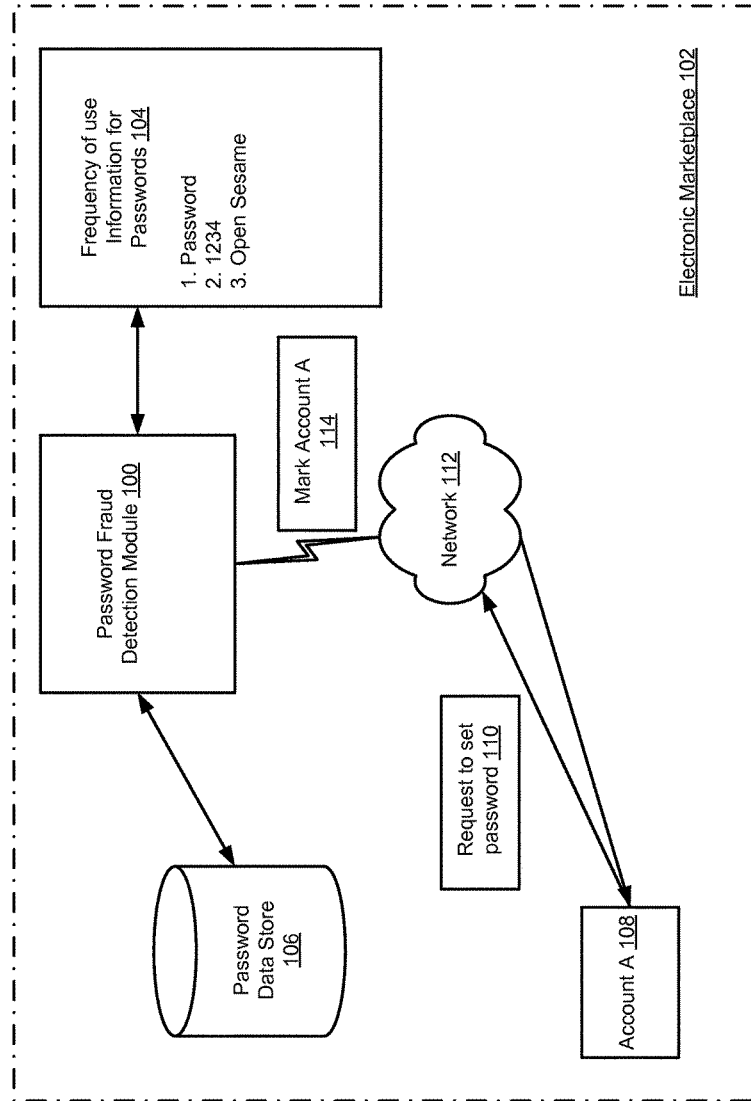 Password
Data Store
106
Password Fraud
Detection Module 100
Frequency of use
Information for
Passwords 104
1. Password
2. 1234
3. Open Sesame
Mark Account A
114
Network 112
Request to set
password 110
Account A 108
Electronic Marketplace 102